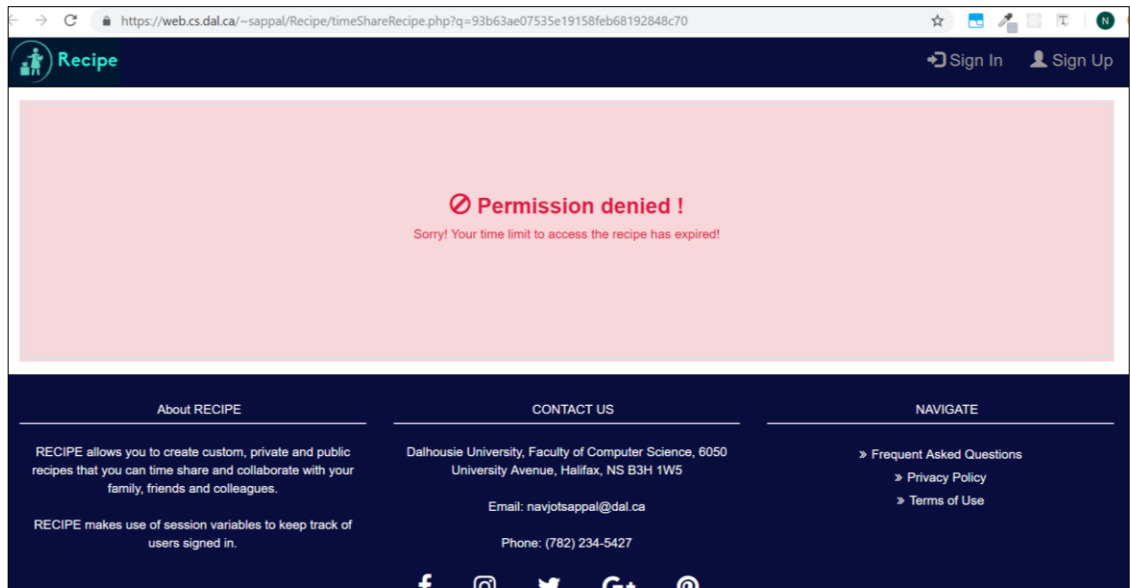 https://web.cs.dal.ca/~sappal/Recipe/timeShareRecipe.php?q=93b63ae07535e19158feb68192848c70
N
Recipe
Sign In
Sign Up
Permission denied !
Sorry! Your time limit to access the recipe has expired!
About RECIPE
RECIPE allows you to create custom, private and public
recipes that you can time share and collaborate with your
family, friends and colleagues.
RECIPE makes use of session variables to keep track of
users signed in.
CONTACT US
Dalhousie University, Faculty of Computer Science, 6050
University Avenue, Halifax, NS B3H 1W5
Email: navjotsappal@dal.ca
Phone: (782) 234-5427
NAVIGATE
» Frequent Asked Questions
» Privacy Policy
» Terms of Use